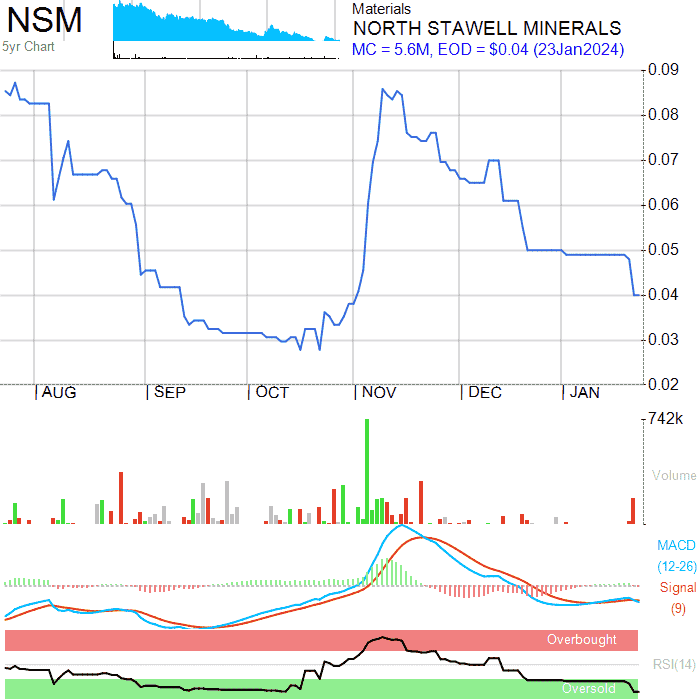 NSM
5yr Chart
Materials
NORTH STAWELL MINERALS
MC = 5.6M, EOD = $0.04 (23Jan2024)
0.09
0.08
0.07
0.06
0.05
0.04
0.03
0.02
AUG SEP OCT NOV DEC JAN
742k
Volume
MACD
(12-26)
Signal
(9)
Overbought
RSI(14)
Oversold